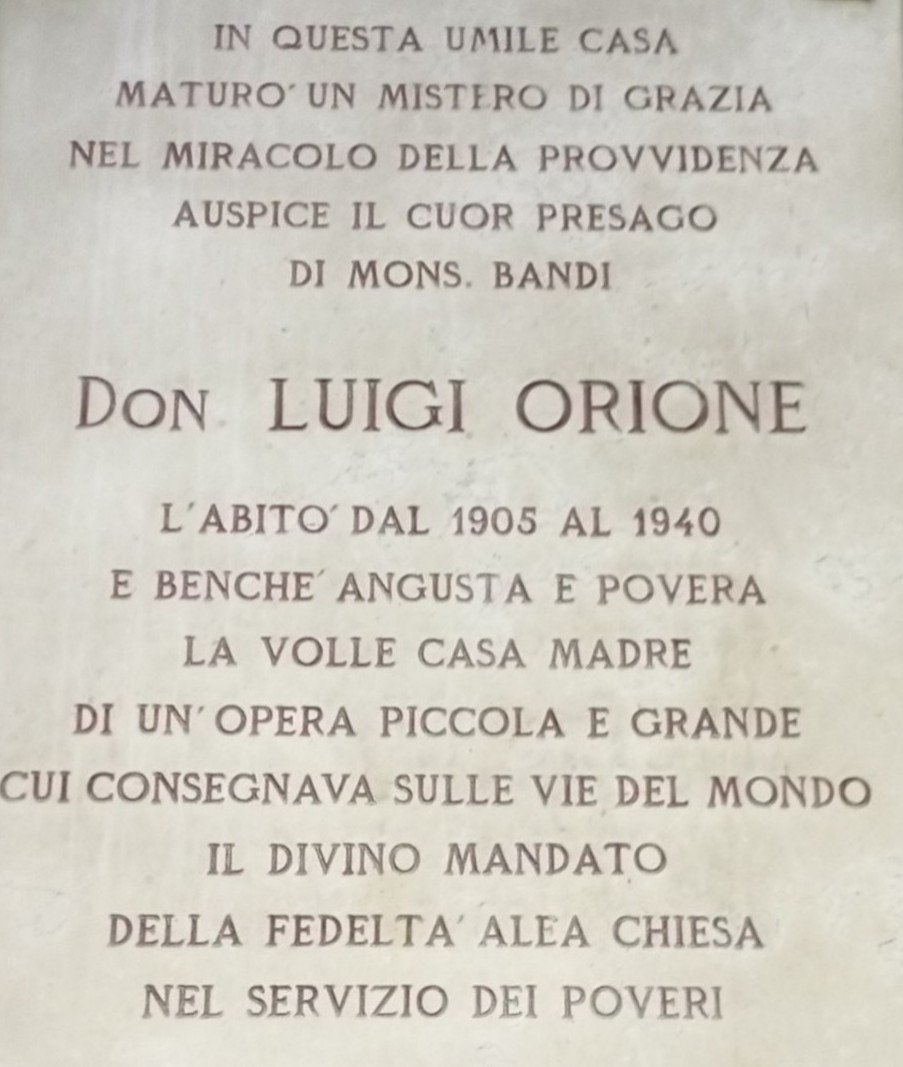 IN QUESTA UMILE CASA
MATURO' UN MISTERO DI GRAZIA
NEL MIRACOLO DELLA PROVVIDENZA
AUSPICE IL CUOR PRESAGO
DI MONS. BANDI
DON LUIGI ORIONE
L'ABITO' DAL 1905 AL 1940
E BENCHE' ANGUSTA E POVERA
LA VOLLE CASA MADRE
DI UN' OPERA PICCOLA E GRANDE
CUI CONSEGNAVA SULLE VIE DEL MONDO
IL DIVINO MANDATO
DELLA FEDELTA' ALEA CHIESA
NEL SERVIZIO DEI POVERI